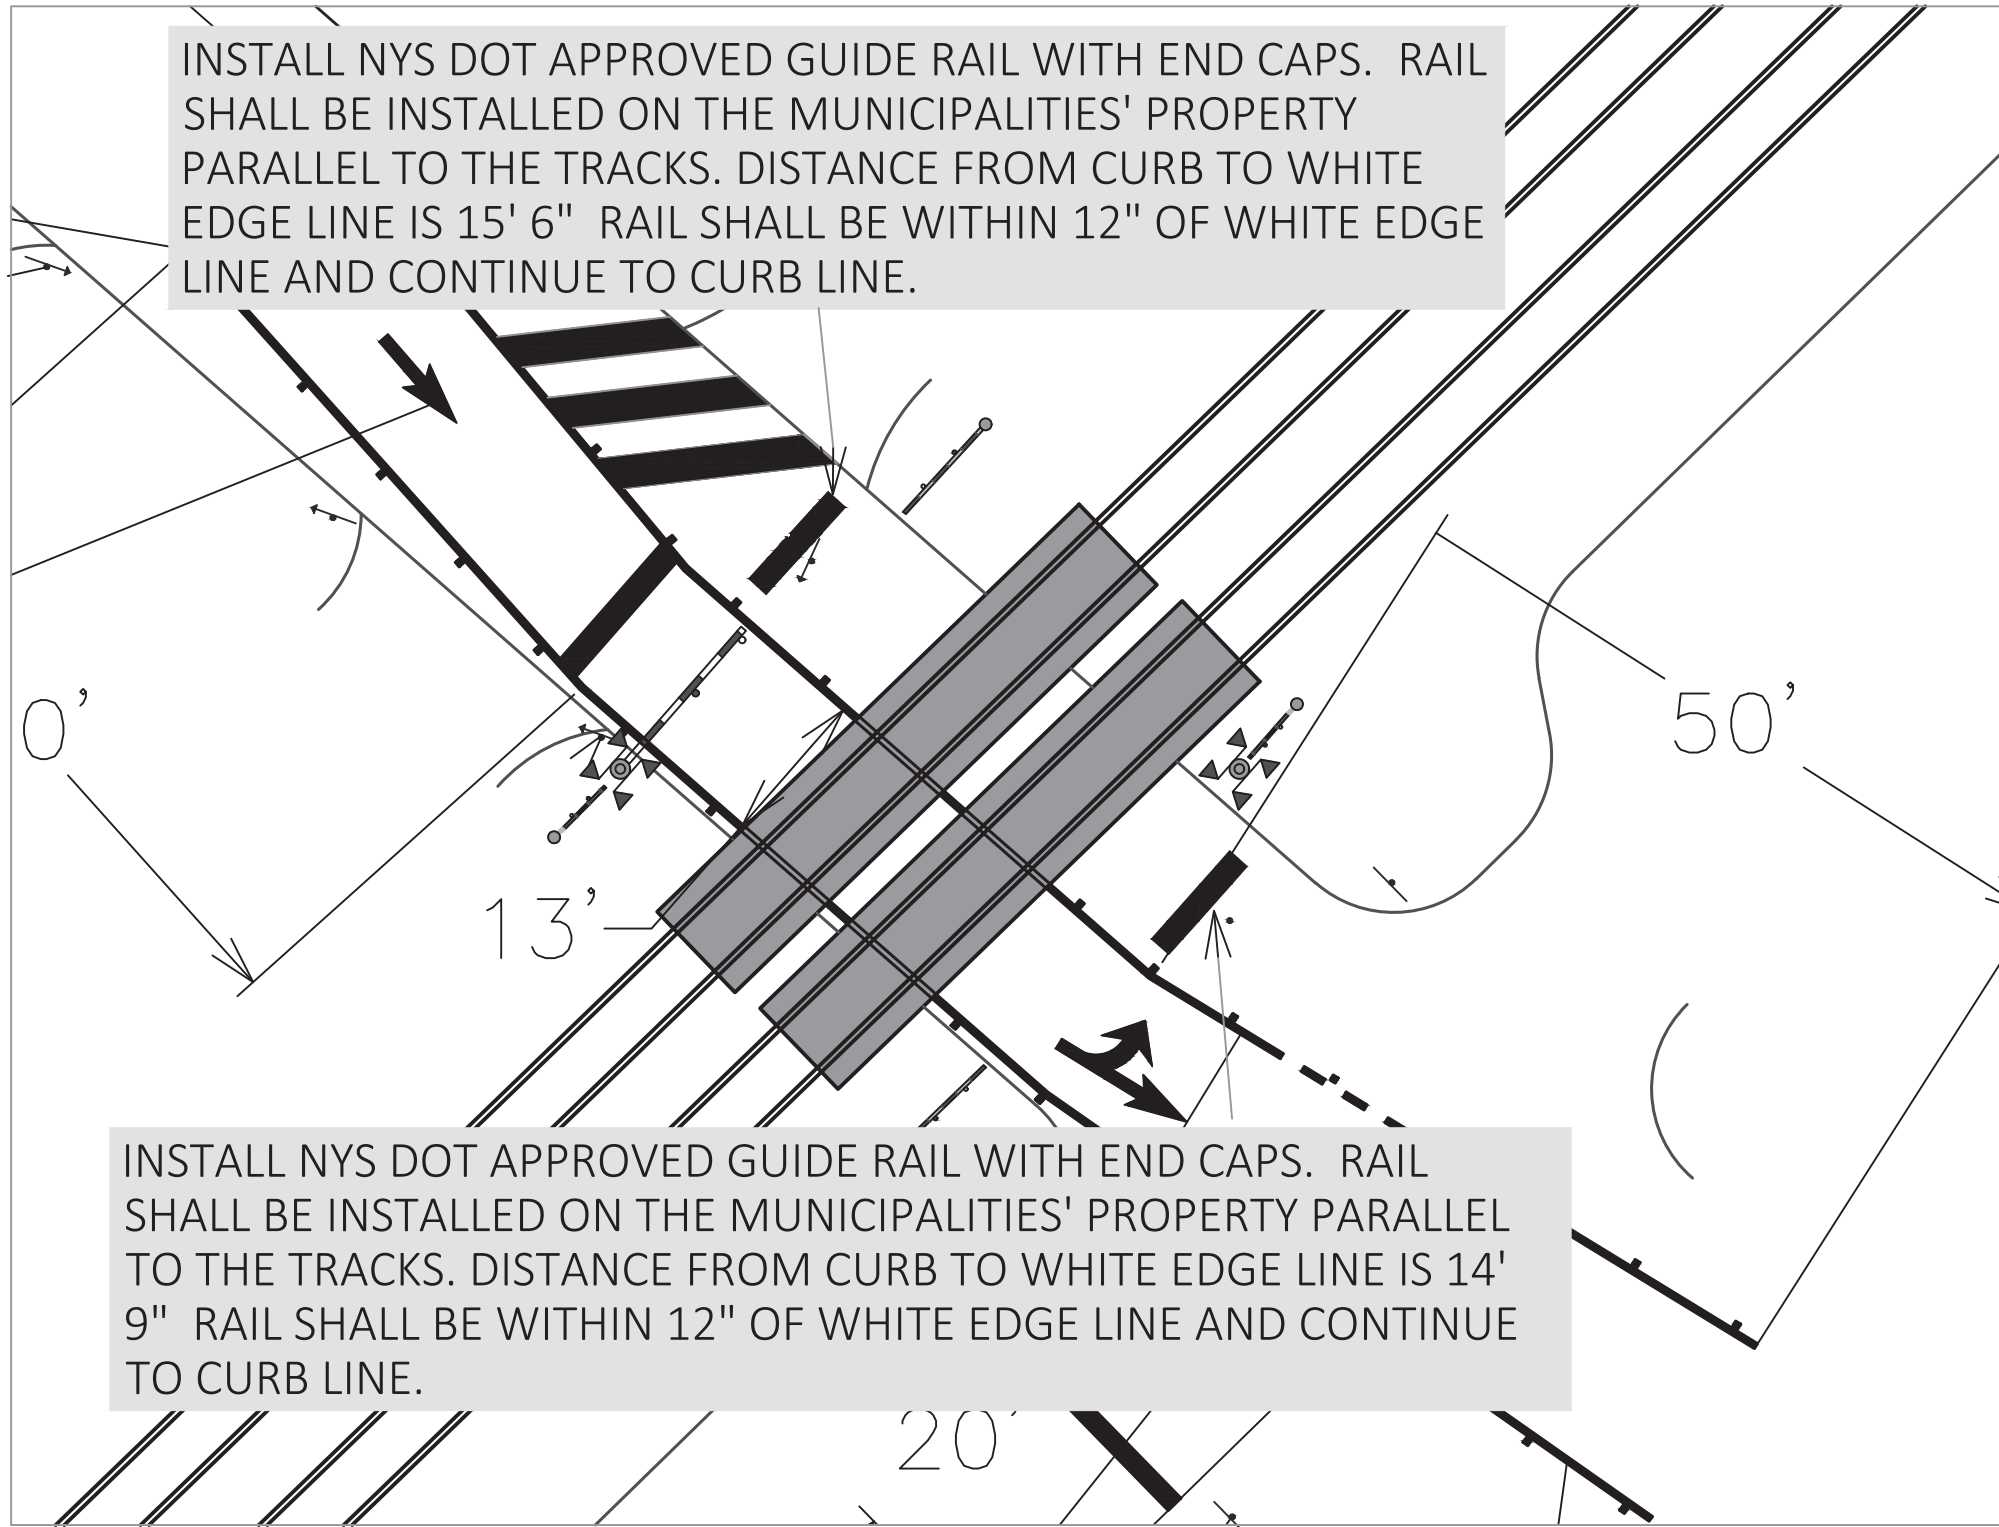 INSTALL NYS DOT APPROVED GUIDE RAIL WITH END CAPS.  RAIL
SHALL BE INSTALLED ON THE MUNICIPALITIES' PROPERTY
PARALLEL TO THE TRACKS. DISTANCE FROM CURB TO WHITE
EDGE LINE IS 15' 6"  RAIL SHALL BE WITHIN 12" OF WHITE EDGE
LINE AND CONTINUE TO CURB LINE.
0'
50'
13'
INSTALL NYS DOT APPROVED GUIDE RAIL WITH END CAPS.  RAIL
SHALL BE INSTALLED ON THE MUNICIPALITIES' PROPERTY PARALLEL
TO THE TRACKS. DISTANCE FROM CURB TO WHITE EDGE LINE IS 14'
9"  RAIL SHALL BE WITHIN 12" OF WHITE EDGE LINE AND CONTINUE
TO CURB LINE.
20'